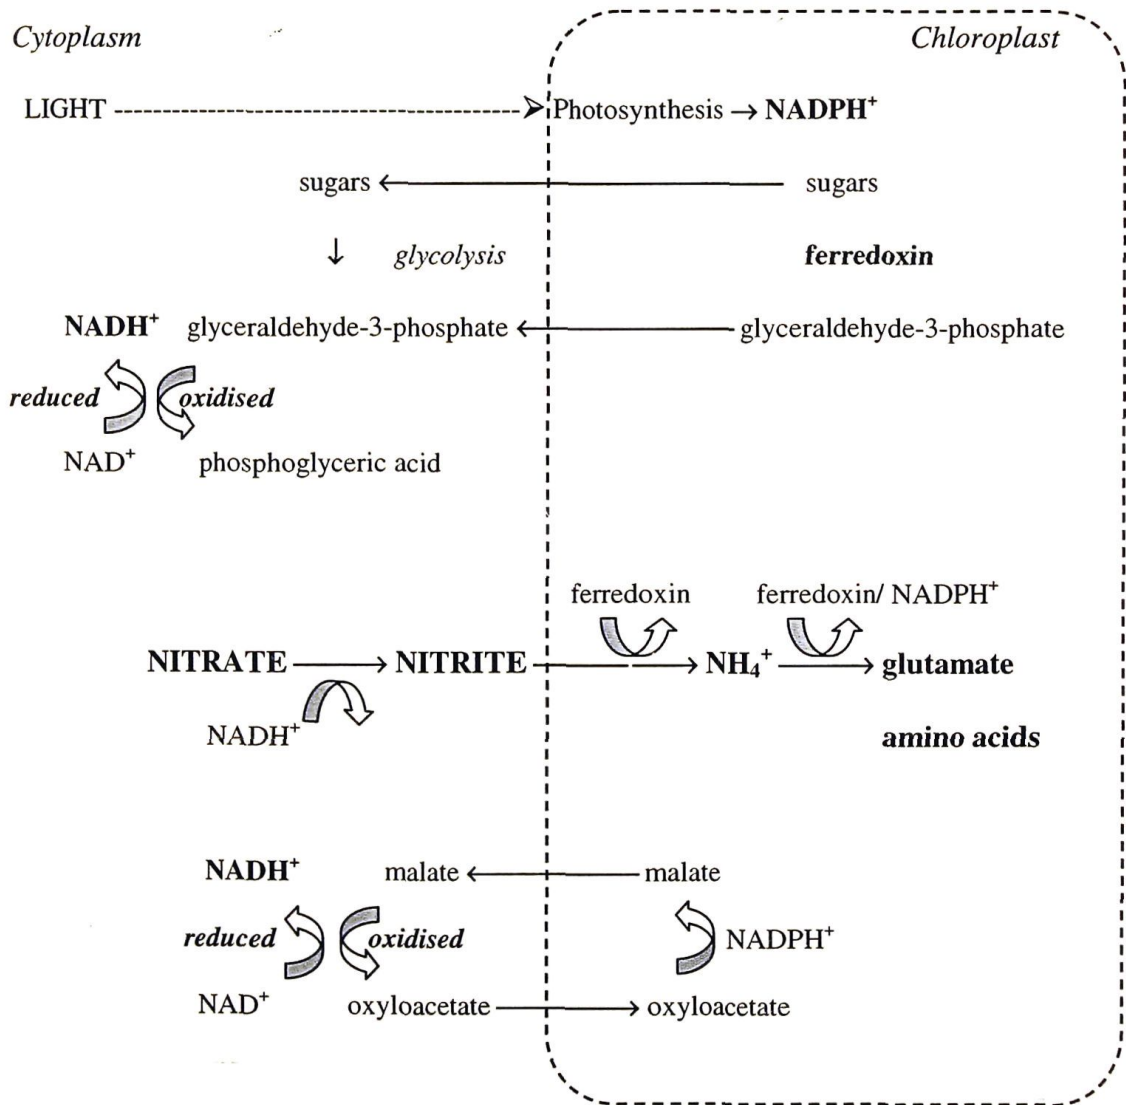 Cytoplasm Chloroplast
LIGHT Photosynthesis → NADPH⁺
sugars sugars
↓ glycolysis ferredoxin
NADH⁺ glyceraldehyde-3-phosphate glyceraldehyde-3-phosphate
reduced oxidised
NAD⁺ phosphoglyceric acid
ferredoxin ferredoxin/ NADPH⁺
NITRATE → NITRITE → NH₄⁺ → glutamate
NADH⁺ amino acids
NADH⁺ malate ← malate
reduced oxidised NADPH⁺
NAD⁺ oxyloacetate → oxyloacetate